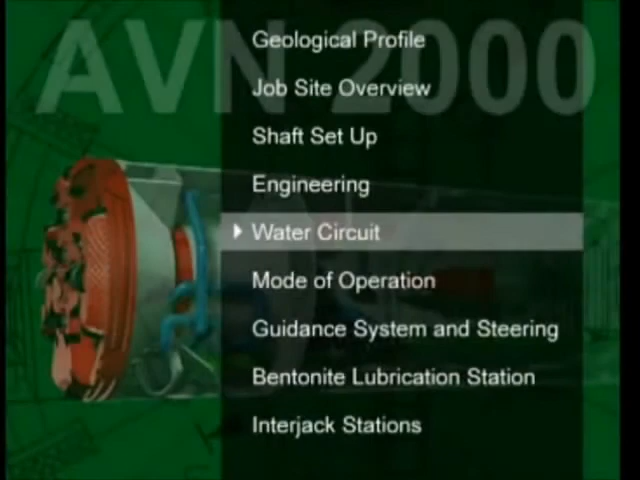 AVN 2000
Geological Profile
Job Site Overview
Shaft Set Up
Engineering
Water Circuit
Mode of Operation
Guidance System and Steering
Bentonite Lubrication Station
Interjack Stations